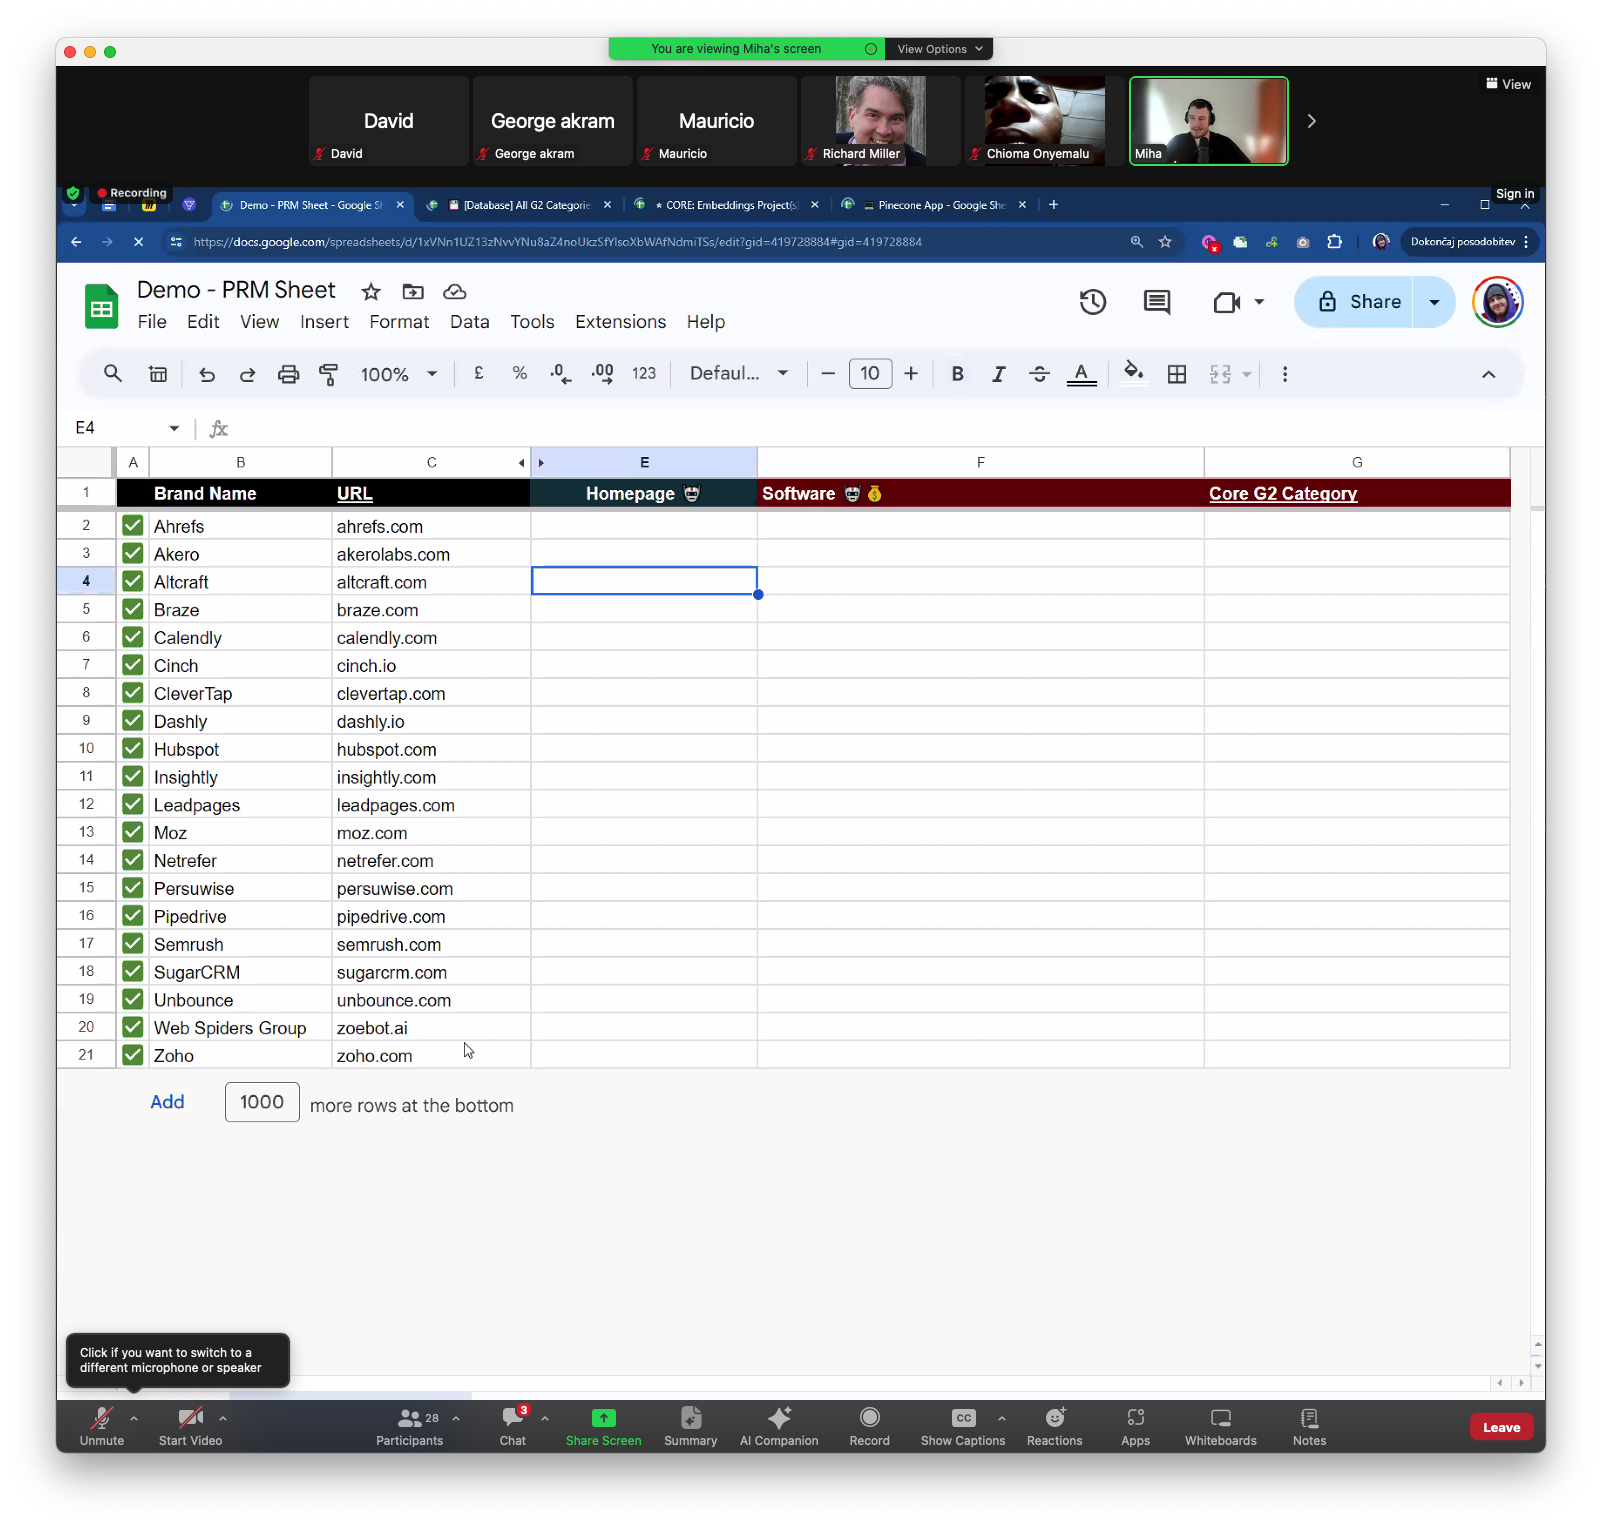 You are viewing Miha's screen
View Options
View
David
George akram
Mauricio
David
George akram
Mauricio
Richard Miller
Chioma Onyemalu
Miha
Recording
Sign in
Demo - PRM Sheet - Google Sh
[Database] All G2 Categorie
CORE: Embeddings Project(s
Pinecone App - Google She
https://docs.google.com/spreadsheets/d/1xVNn1UZ13zNvvYNu8aZ4noUkzSfYlsoXbWAfNdmiTSs/edit?gid=419728884#gid=419728884
Dokončaj posodobitev
Demo - PRM Sheet
Share
File Edit View Insert Format Data Tools Extensions Help
100% £ % .0 .00 123 Defaul... 10 B I A
E4 fx
A B C E F G
1 Brand Name URL Homepage Software Core G2 Category
2 Ahrefs ahrefs.com
3 Akero akerolabs.com
4 Altcraft altcraft.com
5 Braze braze.com
6 Calendly calendly.com
7 Cinch cinch.io
8 CleverTap clevertap.com
9 Dashly dashly.io
10 Hubspot hubspot.com
11 Insightly insightly.com
12 Leadpages leadpages.com
13 Moz moz.com
14 Netrefer netrefer.com
15 Persuwise persuwise.com
16 Pipedrive pipedrive.com
17 Semrush semrush.com
18 SugarCRM sugarcrm.com
19 Unbounce unbounce.com
20 Web Spiders Group zoebot.ai
21 Zoho zoho.com
Add 1000 more rows at the bottom
Click if you want to switch to a
different microphone or speaker
28
3
CC
Unmute
Start Video
Participants
Chat
Share Screen
Summary
AI Companion
Record
Show Captions
Reactions
Apps
Whiteboards
Notes
Leave